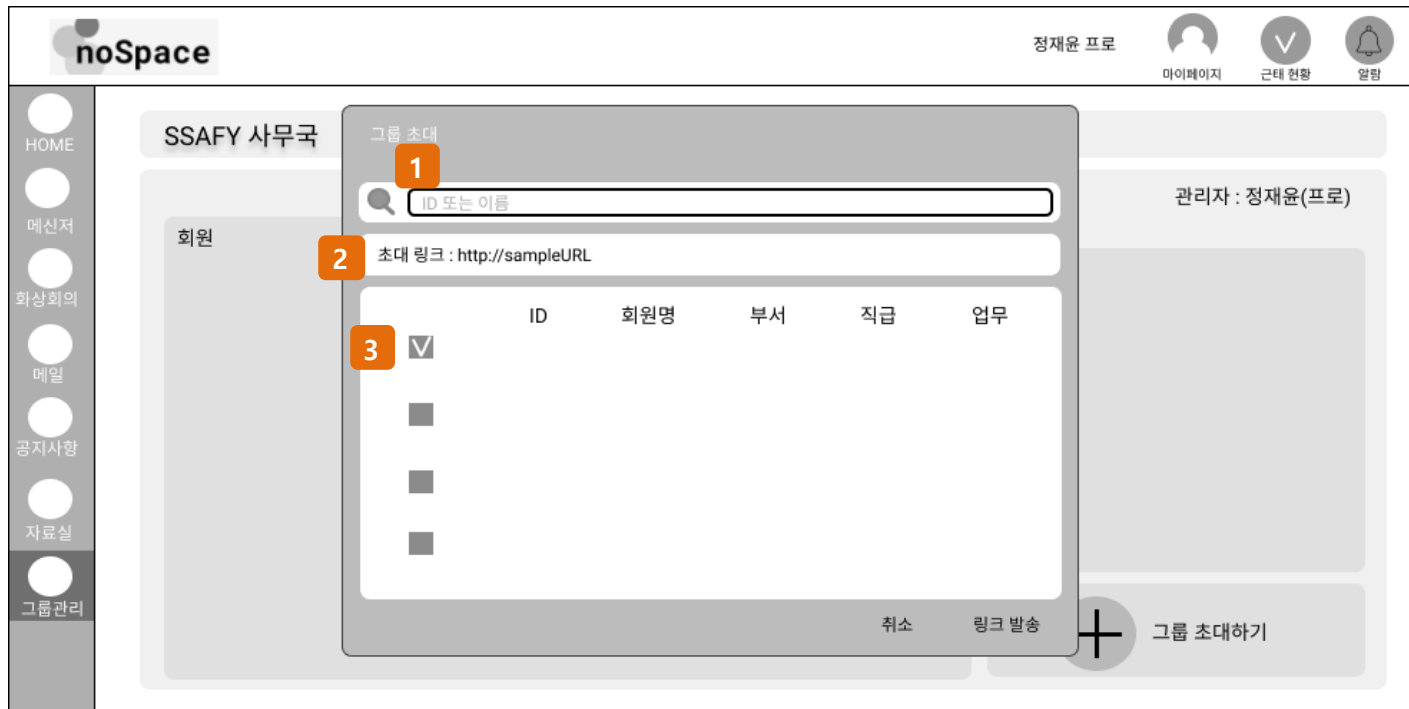 noSpace
정재윤 프로
마이페이지
근태 현황
알람
HOME
메신저
화상회의
메일
공지사항
자료실
그룹관리
SSAFY 사무국
관리자 : 정재윤(프로)
회원
그룹 초대
1
ID 또는 이름
2
초대 링크 : http://sampleURL
ID 회원명 부서 직급 업무
3
V
취소 링크 발송
그룹 초대하기